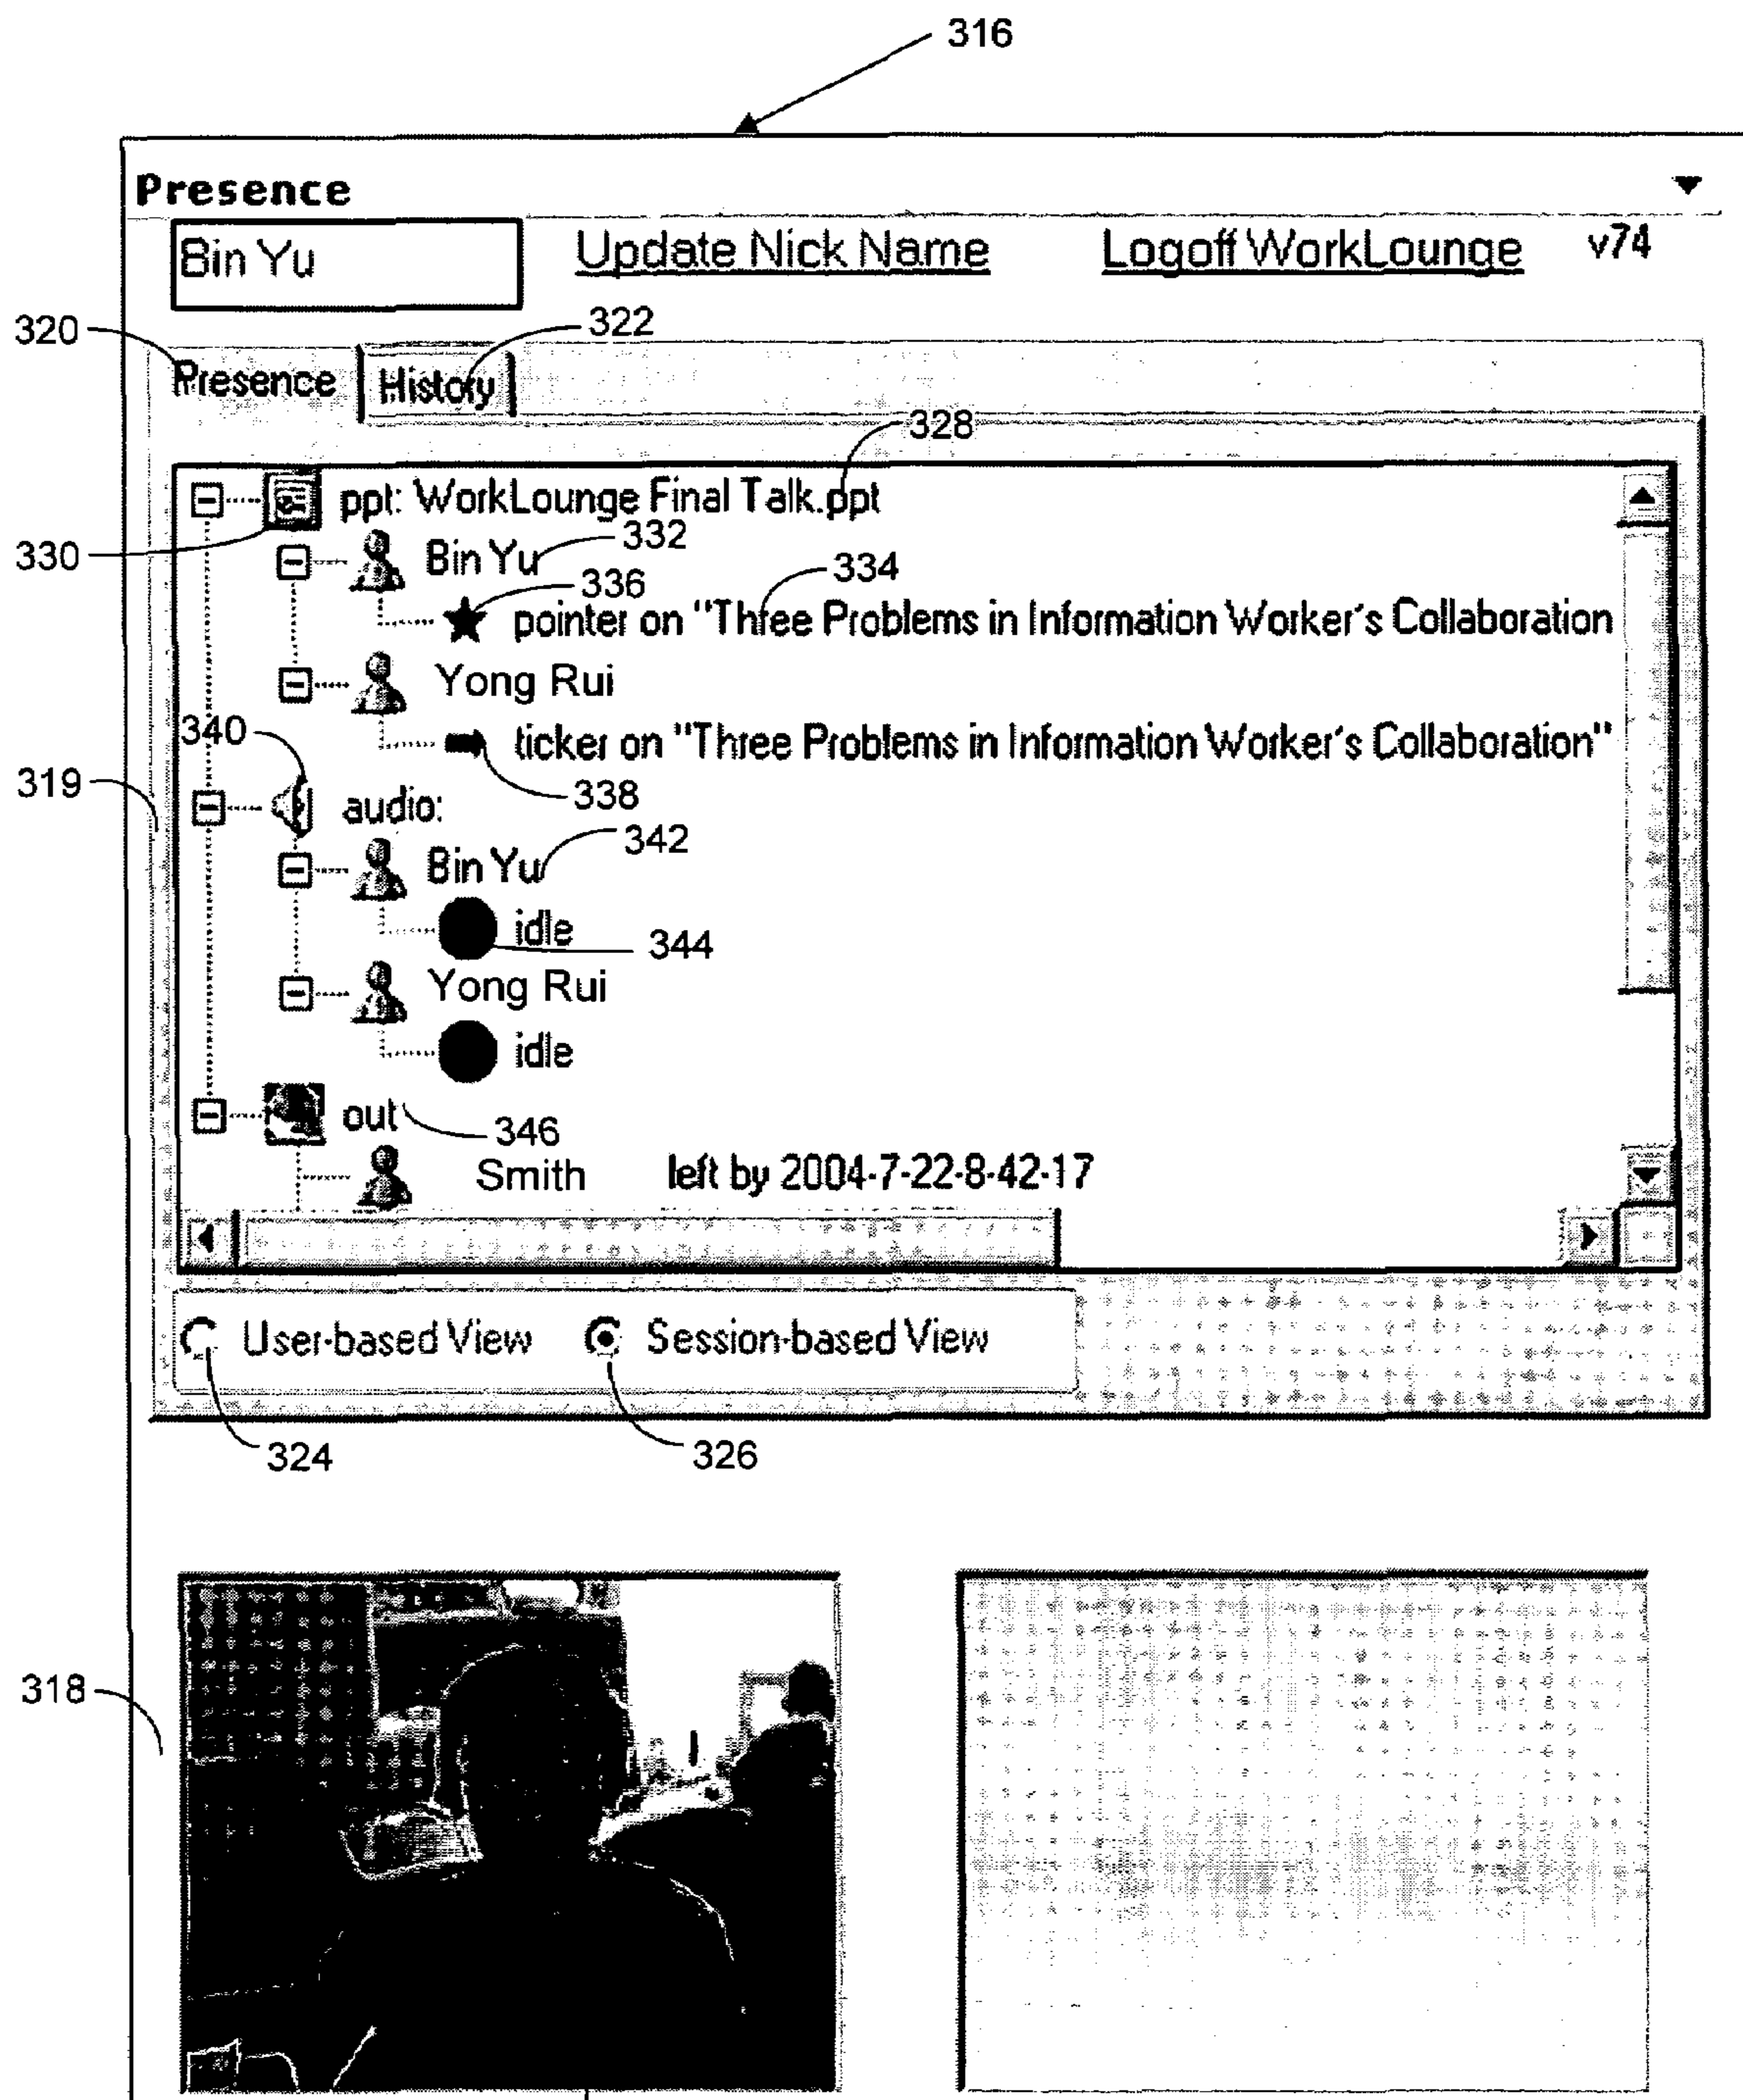 316
Presence
Bin Yu Update Nick Name Logoff WorkLounge v74
320 322
Presence History
328
ppt: WorkLounge Final Talk.ppt
330 Bin Yu 332
336 334
pointer on "Three Problems in Information Worker's Collaboration
Yong Rui
340 ticker on "Three Problems in Information Worker's Collaboration"
319 audio: 338
Bin Yu 342
idle 344
Yong Rui
idle
out 346
Smith left by 2004-7-22-8-42-17
User-based View Session-based View
324 326
318